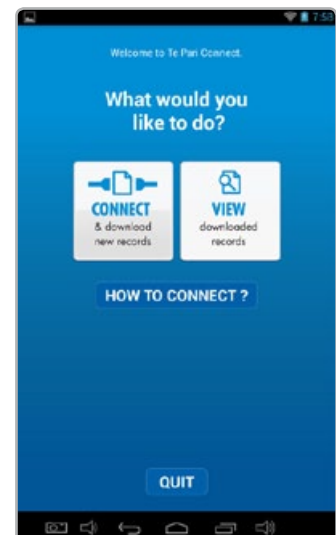 7:58
Welcome to Te Pari Connect.
What would you
like to do?
CONNECT
& download
new records
VIEW
downloaded
records
HOW TO CONNECT ?
QUIT